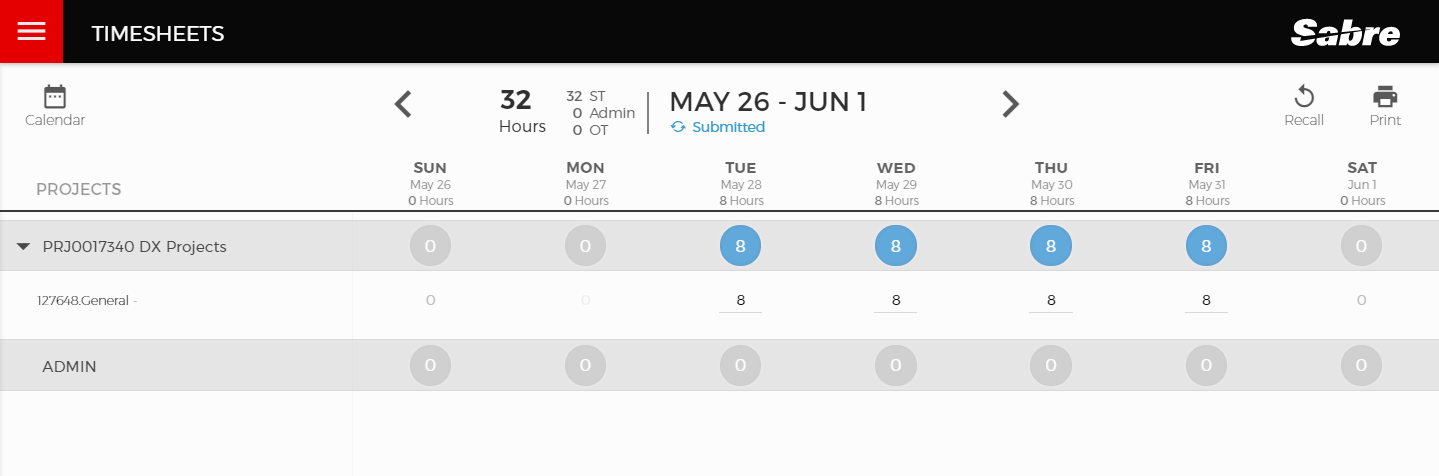 TIMESHEETS
Sabre
Calendar
32
Hours
32 ST
0 Admin
0 OT
MAY 26 - JUN 1
Submitted
Recall
Print
PROJECTS
SUN MON TUE WED THU FRI SAT
May 26 May 27 May 28 May 29 May 30 May 31 Jun 1
0 Hours 0 Hours 8 Hours 8 Hours 8 Hours 8 Hours 0 Hours
PRJ0017340 DX Projects 0 0 8 8 8 8 0
127648.General - 0 0 8 8 8 8 0
ADMIN 0 0 0 0 0 0 0